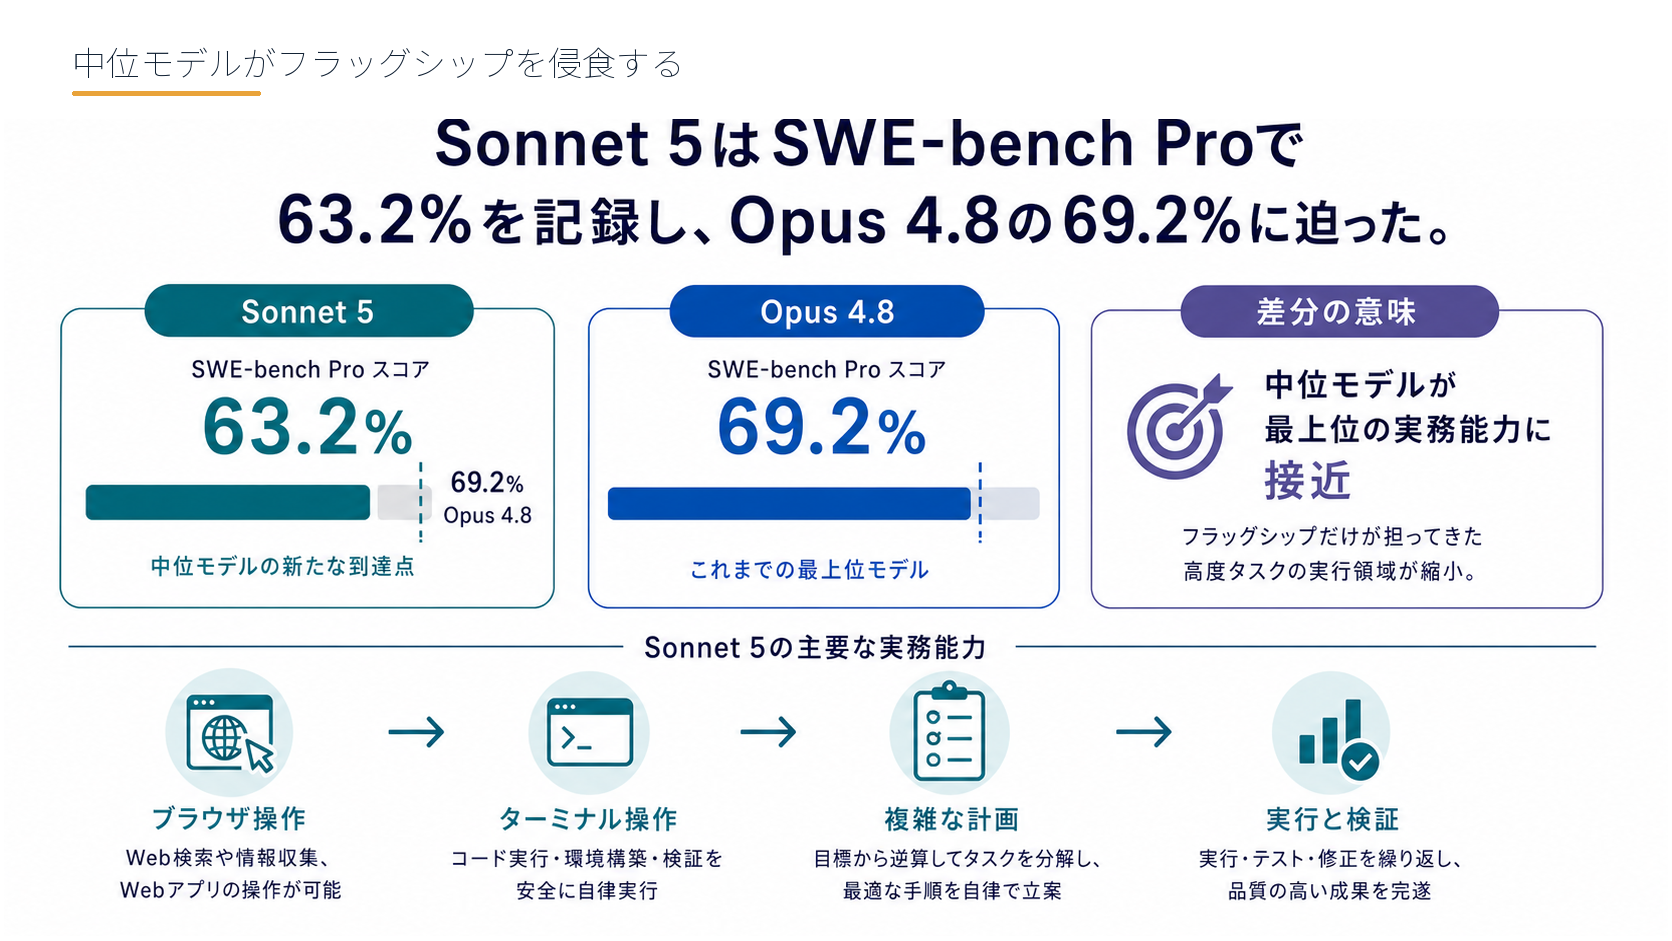 中位モデルがフラッグシップを侵食する
Sonnet 5はSWE-bench Proで
63.2%を記録し、Opus 4.8の69.2%に迫った。
Sonnet 5
SWE-bench Pro スコア
63.2%
69.2%
Opus 4.8
中位モデルの新たな到達点
Opus 4.8
SWE-bench Pro スコア
69.2%
これまでの最上位モデル
差分の意味
中位モデルが
最上位の実務能力に
接近
フラッグシップだけが担ってきた
高度タスクの実行領域が縮小。
Sonnet 5の主要な実務能力
ブラウザ操作
Web検索や情報収集、
Webアプリの操作が可能
ターミナル操作
コード実行・環境構築・検証を
安全に自律実行
複雑な計画
目標から逆算してタスクを分解し、
最適な手順を自律で立案
実行と検証
実行・テスト・修正を繰り返し、
品質の高い成果を完遂